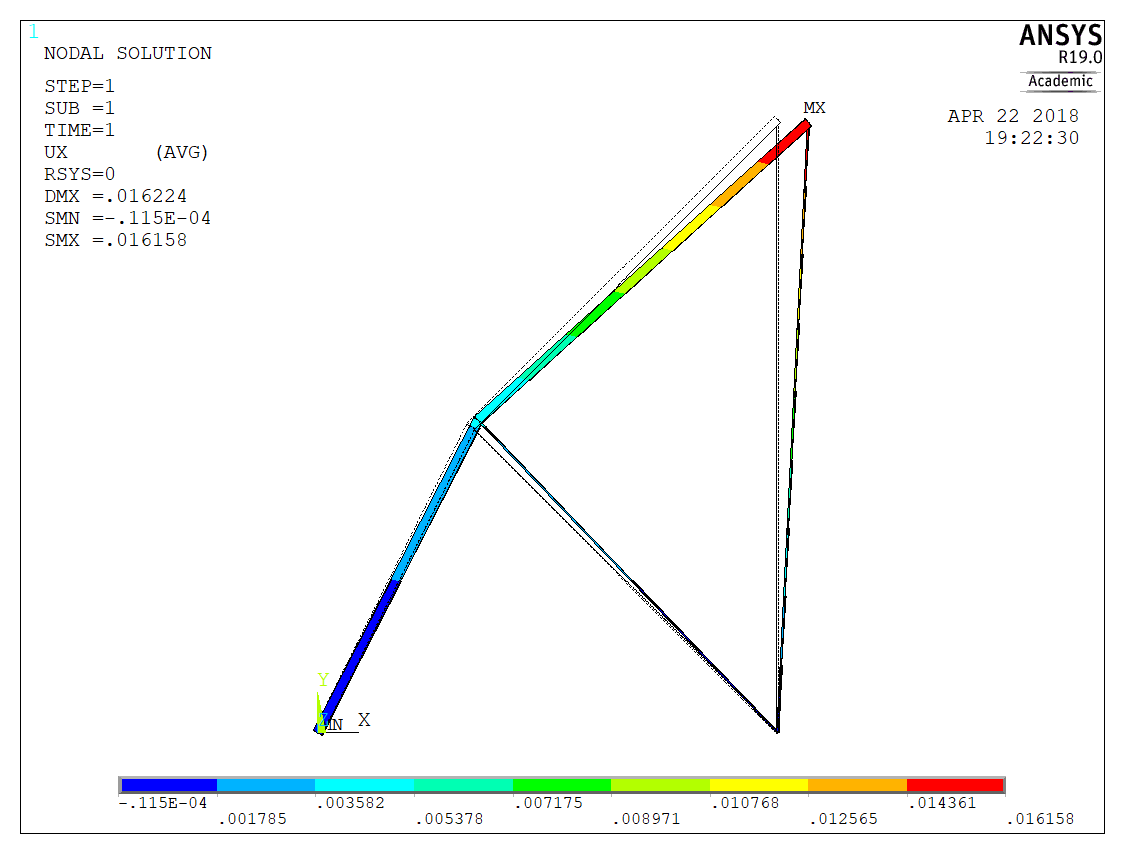 1
NODAL SOLUTION
STEP=1
SUB =1
TIME=1
UX (AVG)
RSYS=0
DMX =.016224
SMN =-.115E-04
SMX =.016158
ANSYS
R19.0
Academic
APR 22 2018
19:22:30
MX
Y
MN X
-.115E-04 .003582 .007175 .010768 .014361
.001785 .005378 .008971 .012565 .016158